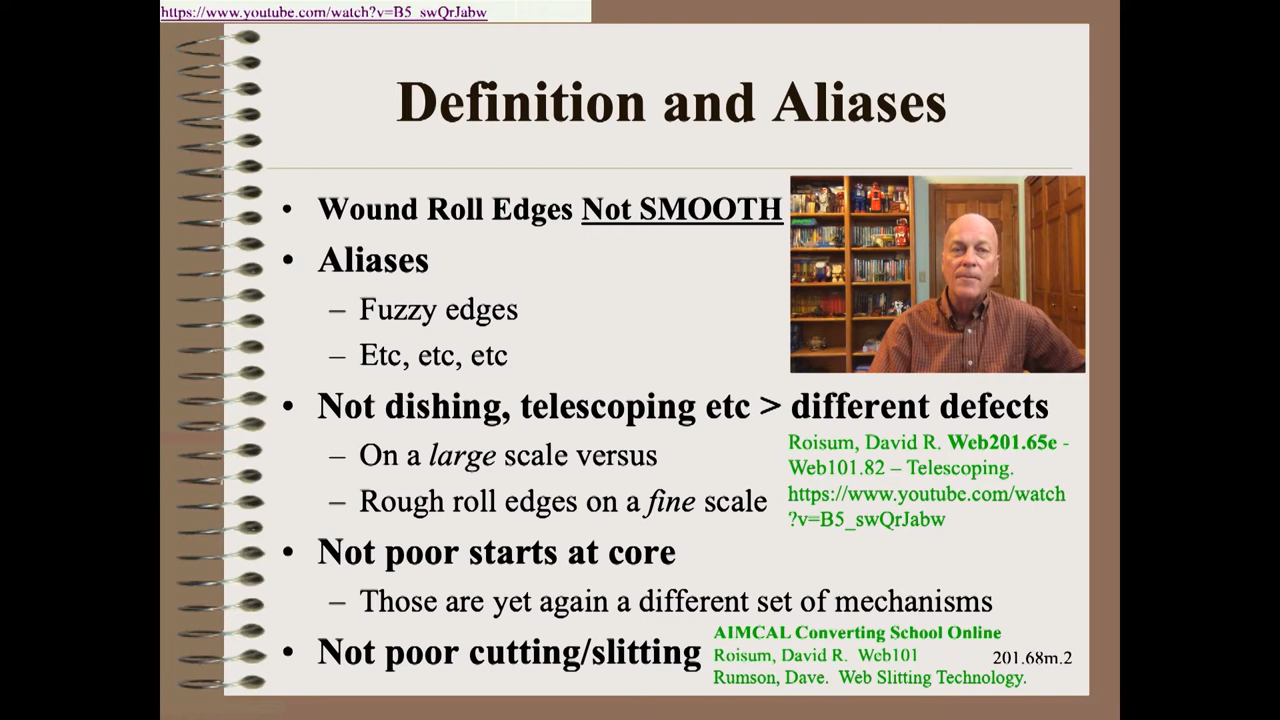 https://www.youtube.com/watch?v=B5_swQrJabw
Definition and Aliases
• Wound Roll Edges Not SMOOTH
• Aliases
– Fuzzy edges
– Etc, etc, etc
• Not dishing, telescoping etc > different defects
– On a large scale versus
– Rough roll edges on a fine scale
Roisum, David R. Web201.65e -
Web101.82 – Telescoping.
https://www.youtube.com/watch
?v=B5_swQrJabw
• Not poor starts at core
– Those are yet again a different set of mechanisms
• Not poor cutting/slitting
AIMCAL Converting School Online
Roisum, David R. Web101
Rumson, Dave. Web Slitting Technology.
201.68m.2